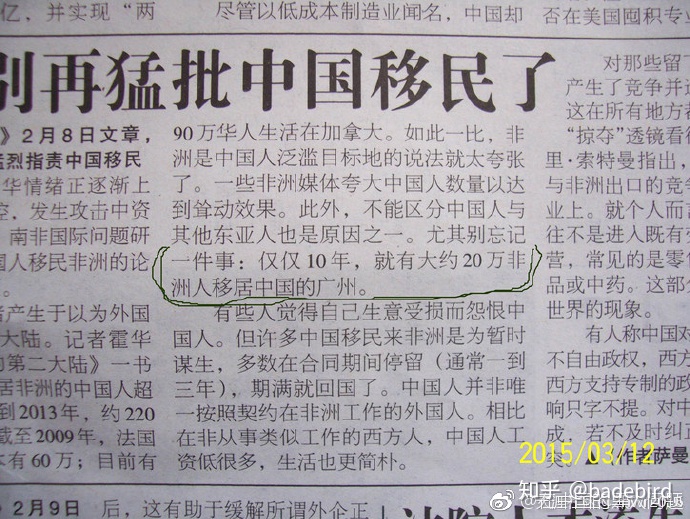 亿，并实现“两
尽管以低成本制造业闻名，中国却
否在美国囤积专业
别再猛批中国移民了
》2月8日文章，
猛烈指责中国移民
华情绪正逐渐上
控，发生攻击中资
南非国际问题研
国人移民非洲的论
产生于以为外国
大陆。记者霍华
的第二大陆》一书
居非洲的中国人超
到2013年，约220
截至2009年，法国
有60万；目前有
90万华人生活在加拿大。如此一比，非
洲是中国人泛滥目标地的说法就太夸张
了。一些非洲媒体夸大中国人数量以达
到耸动效果。此外，不能区分中国人与
其他东亚人也是原因之一。尤其别忘记
一件事：仅仅10年，就有大约20万非
洲人移居中国的广州。
有些人觉得自己生意受损而怨恨中
国人。但许多中国移民来非洲是为暂时
谋生，多数在合同期间停留（通常一到
三年），期满就回国了。中国人并非唯
一按照契约在非洲工作的外国人。相比
在非从事类似工作的西方人，中国人工
资低很多，生活也更简朴。
对那些留下
产生了竞争并
这在所有地方都
“掠夺”透镜看待
里·索特曼指出，
与非洲出口的竞争
业上。就个人而
往不是进入既有
营，常见的是零
品或中药。这部分
世界的现象。
有人称中国对
不自由政权，西方
西方支持专制的政
响只字不提。对中
成，若不及时纠正
▲（作者萨曼
2015/03/12
2月9日
后，这有助于缓解所谓外企正
知乎 @badebird